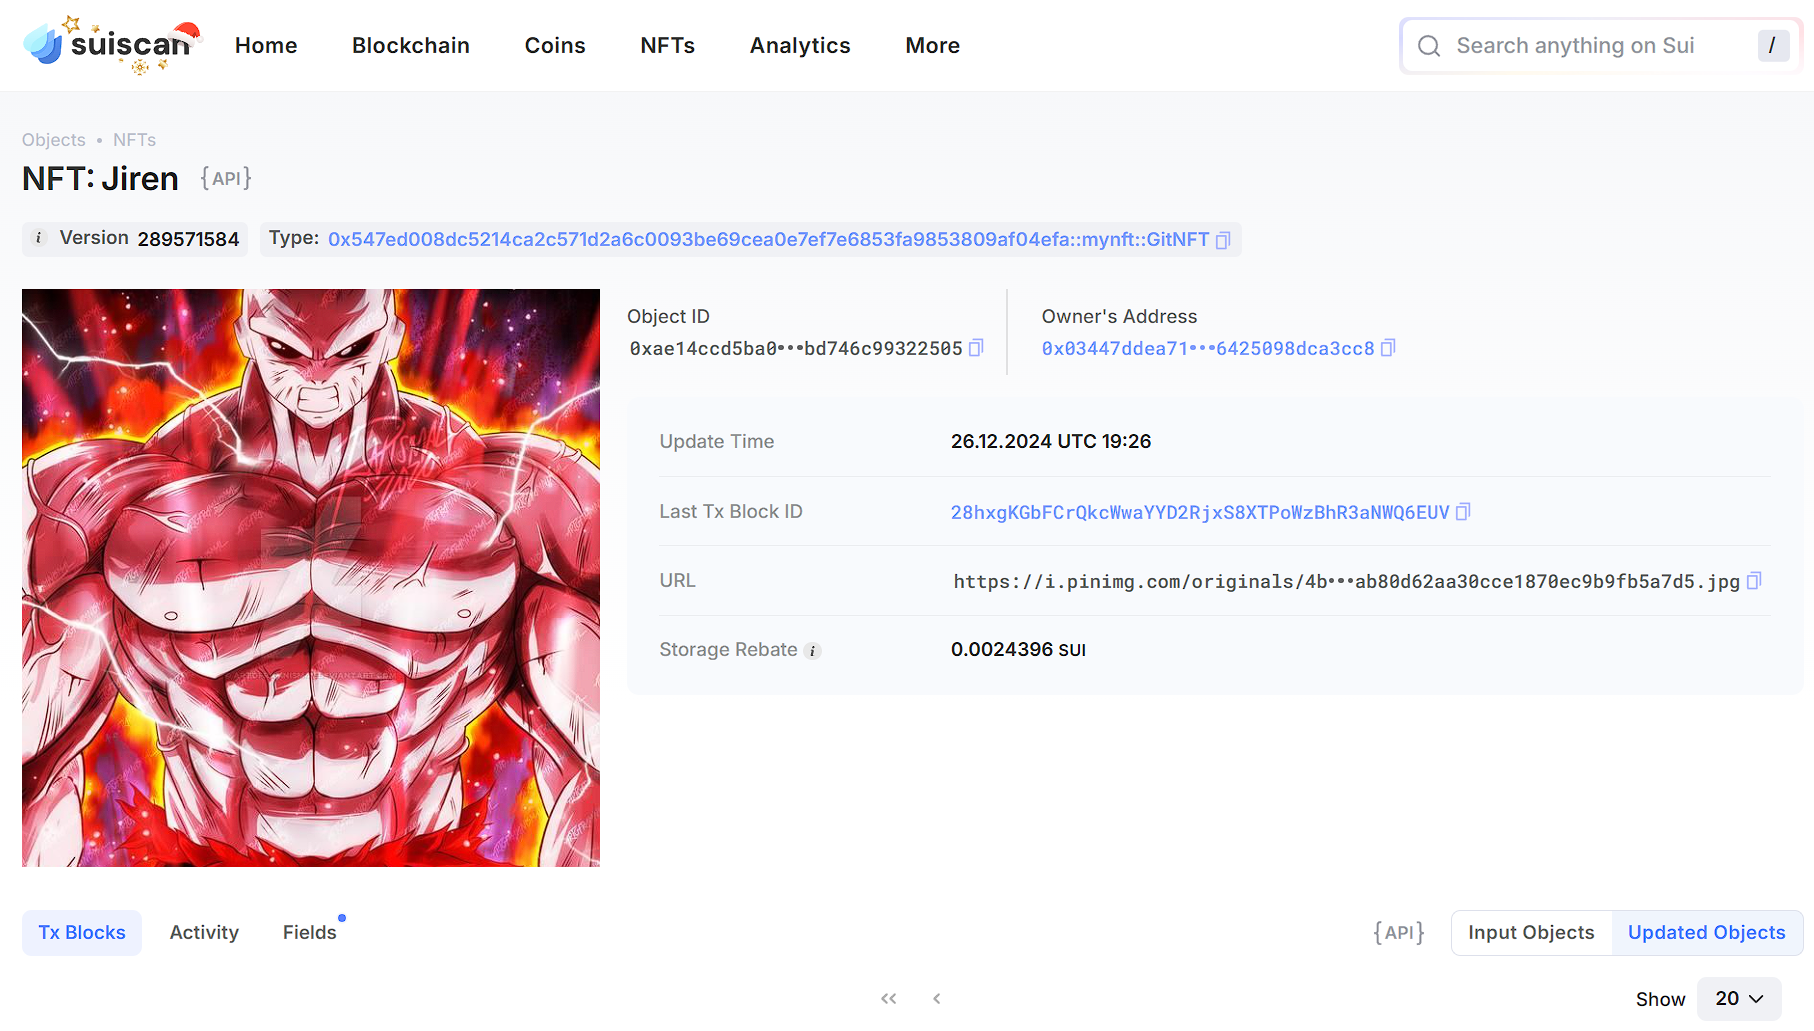 suiscan
Home
Blockchain
Coins
NFTs
Analytics
More
Search anything on Sui
/
Objects • NFTs
NFT: Jiren {API}
i Version 289571584
Type: 0x547ed008dc5214ca2c571d2a6c0093be69cea0e7ef7e6853fa9853809af04efa::mynft::GitNFT
Object ID
0xae14ccd5ba0•••bd746c99322505
Owner's Address
0x03447ddea71•••6425098dca3cc8
Update Time
26.12.2024 UTC 19:26
Last Tx Block ID
28hxgKGbFCrQkcWwaYYD2RjxS8XTPoWzBhR3aNWQ6EUV
URL
https://i.pinimg.com/originals/4b•••ab80d62aa30cce1870ec9b9fb5a7d5.jpg
Storage Rebate i
0.0024396 SUI
Tx Blocks
Activity
Fields
{API}
Input Objects
Updated Objects
Show
20